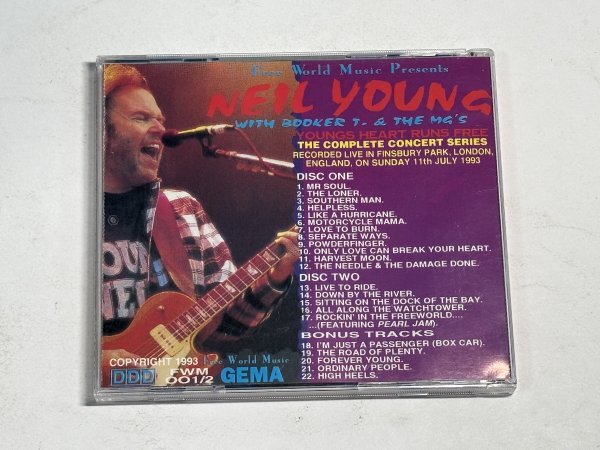 Free World Music Presents
NEIL YOUNG
WITH BOOKER T. & THE MG'S
YOUNGS HEART RUNS FREE
THE COMPLETE CONCERT SERIES
RECORDED LIVE IN FINSBURY PARK, LONDON,
ENGLAND, ON SUNDAY 11th JULY 1993
DISC ONE
1. MR SOUL.
2. THE LONER.
3. SOUTHERN MAN.
4. HELPLESS.
5. LIKE A HURRICANE.
6. MOTORCYCLE MAMA.
7. LOVE TO BURN.
8. SEPARATE WAYS.
9. POWDERFINGER.
10. ONLY LOVE CAN BREAK YOUR HEART.
11. HARVEST MOON.
12. THE NEEDLE & THE DAMAGE DONE.
DISC TWO
13. LIVE TO RIDE.
14. DOWN BY THE RIVER.
15. SITTING ON THE DOCK OF THE BAY.
16. ALL ALONG THE WATCHTOWER.
17. ROCKIN' IN THE FREEWORLD....
...(FEATURING PEARL JAM).
BONUS TRACKS
18. I'M JUST A PASSENGER (BOX CAR).
19. THE ROAD OF PLENTY.
20. FOREVER YOUNG.
21. ORDINARY PEOPLE.
22. HIGH HEELS.
COPYRIGHT 1993 Free World Music
DDD FWM 001/2 GEMA